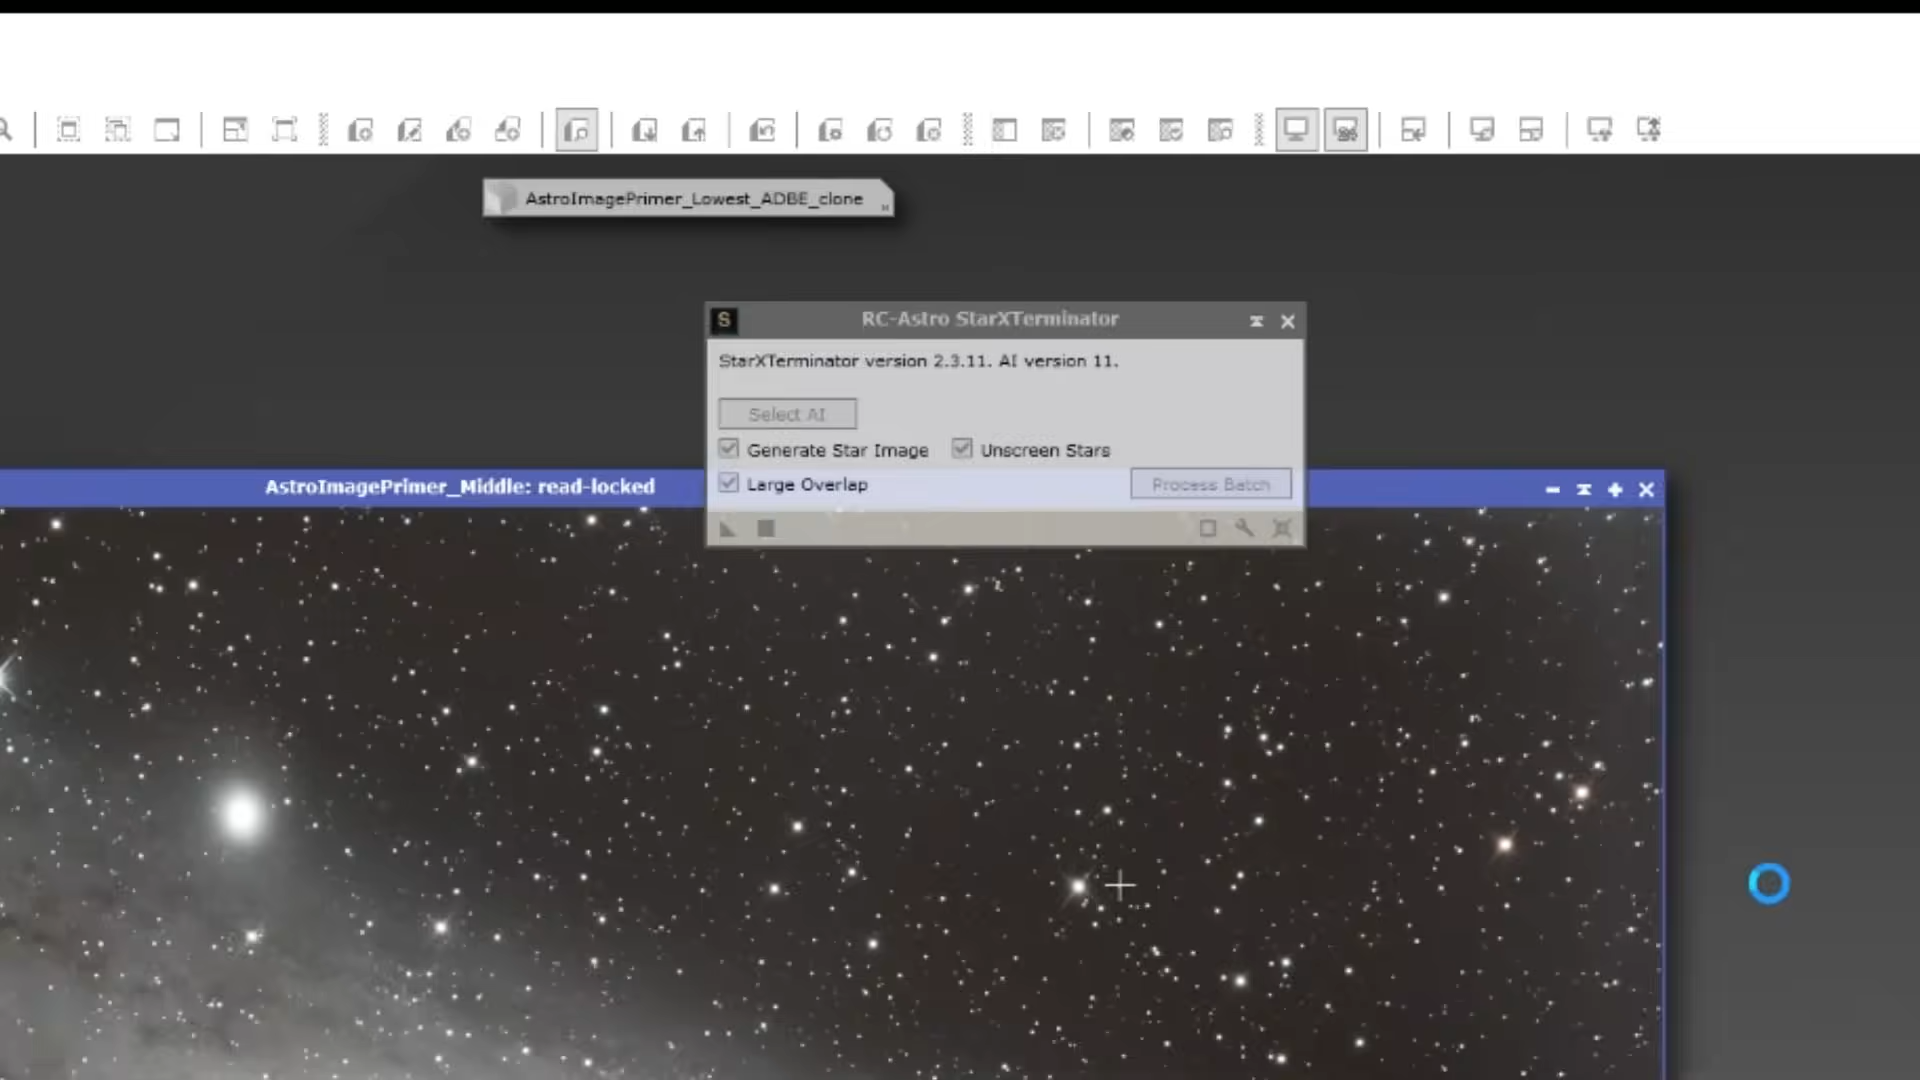 AstroImagePrimer_Lowest_ADBE_clone
S RC-Astro StarXTerminator
StarXTerminator version 2.3.11. AI version 11.
Select AI
Generate Star Image Unscreen Stars
Large Overlap Process Batch
AstroImagePrimer_Middle: read-locked